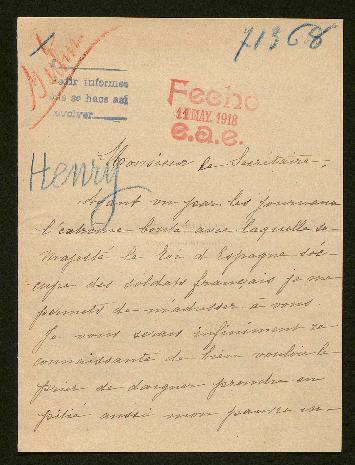 71368
Pedir informes
que se hace así
Fecho
11 MAY. 1918
e.a.e.
Henry
Monsieur le Secrétaire,
Ayant vu par les journaux
l'extrême bonté avec laquelle sa
Majesté le Roi d'Espagne s'oc-
cupe des soldats français je me
permets de m'adresser à vous.
Je vous serais infiniment re-
connaissante de bien vouloir le
prier de daigner prendre en
pitié aussi mon pauvre en-